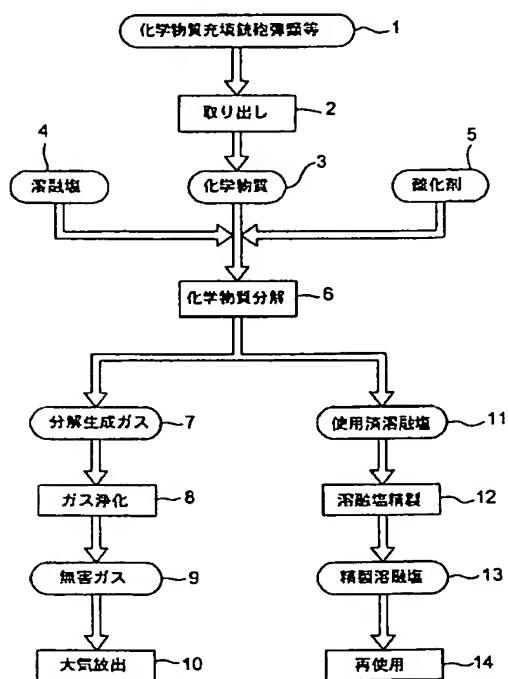 化学物質充填銃砲弾類等 1
取り出し 2
4 5
溶融塩 化学物質 3 酸化剤
化学物質分解 6
分解生成ガス 7 使用済溶融塩 11
ガス浄化 8 溶融塩精製 12
無害ガス 9 精製溶融塩 13
大気放出 10 再使用 14